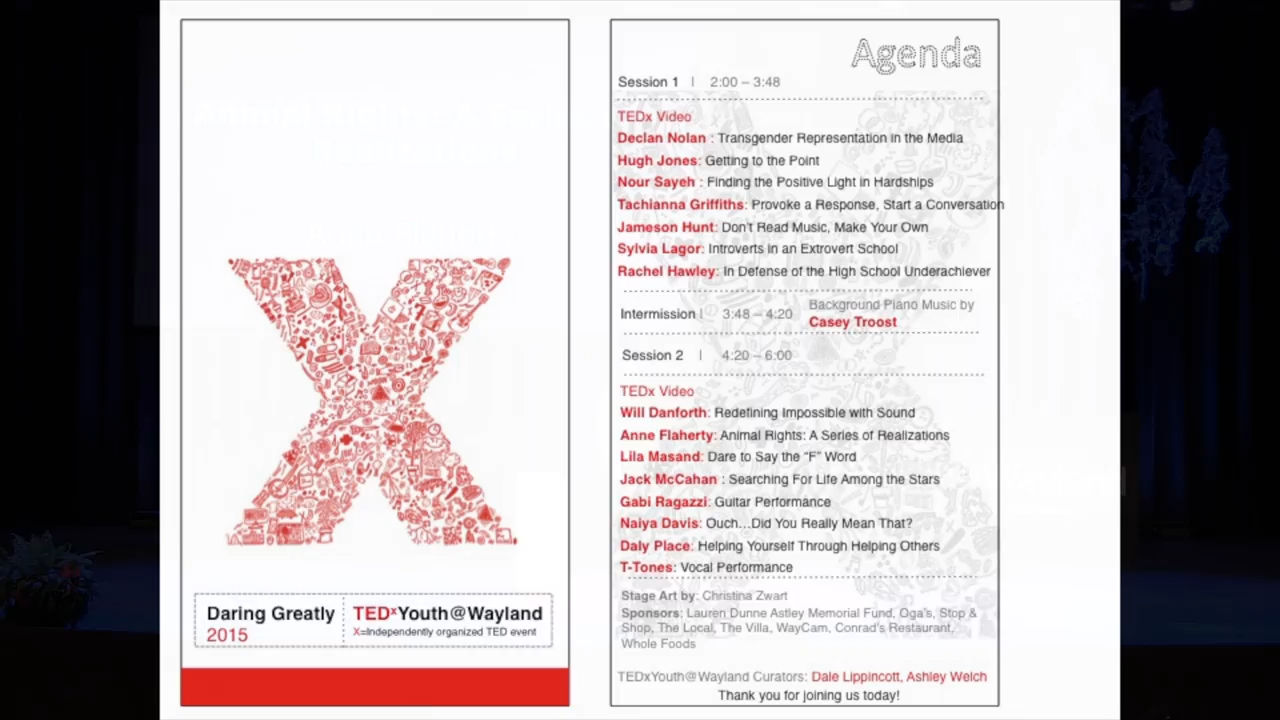 Daring Greatly
2015
TEDxYouth@Wayland
X=Independently organized TED event
Agenda
Session 1 | 2:00 – 3:48
TEDx Video
Declan Nolan : Transgender Representation in the Media
Hugh Jones: Getting to the Point
Nour Sayeh : Finding the Positive Light in Hardships
Tachianna Griffiths: Provoke a Response, Start a Conversation
Jameson Hunt: Don't Read Music, Make Your Own
Sylvia Lagor: Introverts in an Extrovert School
Rachel Hawley: In Defense of the High School Underachiever
Intermission | 3:48 – 4:20
Background Piano Music by
Casey Troost
Session 2 | 4:20 – 6:00
TEDx Video
Will Danforth: Redefining Impossible with Sound
Anne Flaherty: Animal Rights: A Series of Realizations
Lila Masand: Dare to Say the “F” Word
Jack McCahan : Searching For Life Among the Stars
Gabi Ragazzi: Guitar Performance
Naiya Davis: Ouch…Did You Really Mean That?
Daly Place: Helping Yourself Through Helping Others
T-Tones: Vocal Performance
Stage Art by: Christina Zwart
Sponsors: Lauren Dunne Astley Memorial Fund, Oga's, Stop &
Shop, The Local, The Villa, WayCam, Conrad's Restaurant,
Whole Foods
TEDxYouth@Wayland Curators: Dale Lippincott, Ashley Welch
Thank you for joining us today!